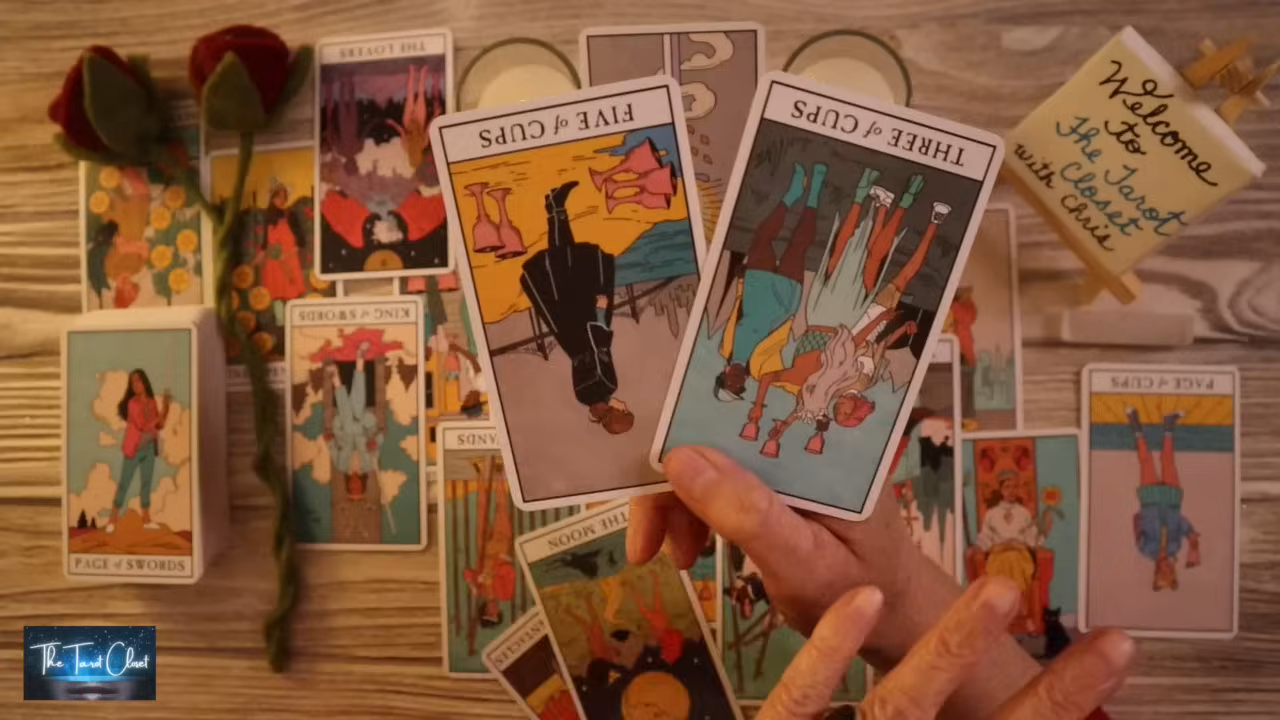 THE LOVERS
FIVE of CUPS
THREE of CUPS
Welcome
to
The Tarot
Closet
with Chris
KING of SWORDS
PAGE of CUPS
PAGE of SWORDS
THE MOON
The Tarot Closet